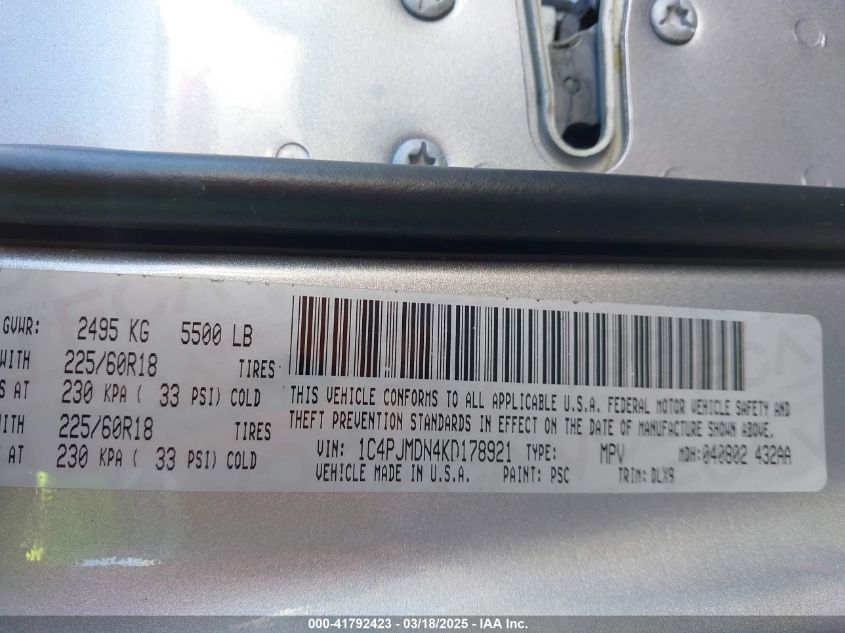 GVWR: 2495 KG 5500 LB
WITH 225/60R18 TIRES
S AT 230 KPA ( 33 PSI) COLD
WITH 225/60R18 TIRES
AT 230 KPA ( 33 PSI) COLD
THIS VEHICLE CONFORMS TO ALL APPLICABLE U.S.A. FEDERAL MOTOR VEHICLE SAFETY AND
THEFT PREVENTION STANDARDS IN EFFECT ON THE DATE OF MANUFACTURE SHOWN ABOVE.
VIN: 1C4PJMDN4KD178921 TYPE: MPV MDH:040802 432AA
VEHICLE MADE IN U.S.A. PAINT: PSC TRIM: DLX9
000-41792423 - 03/18/2025 - IAA Inc.